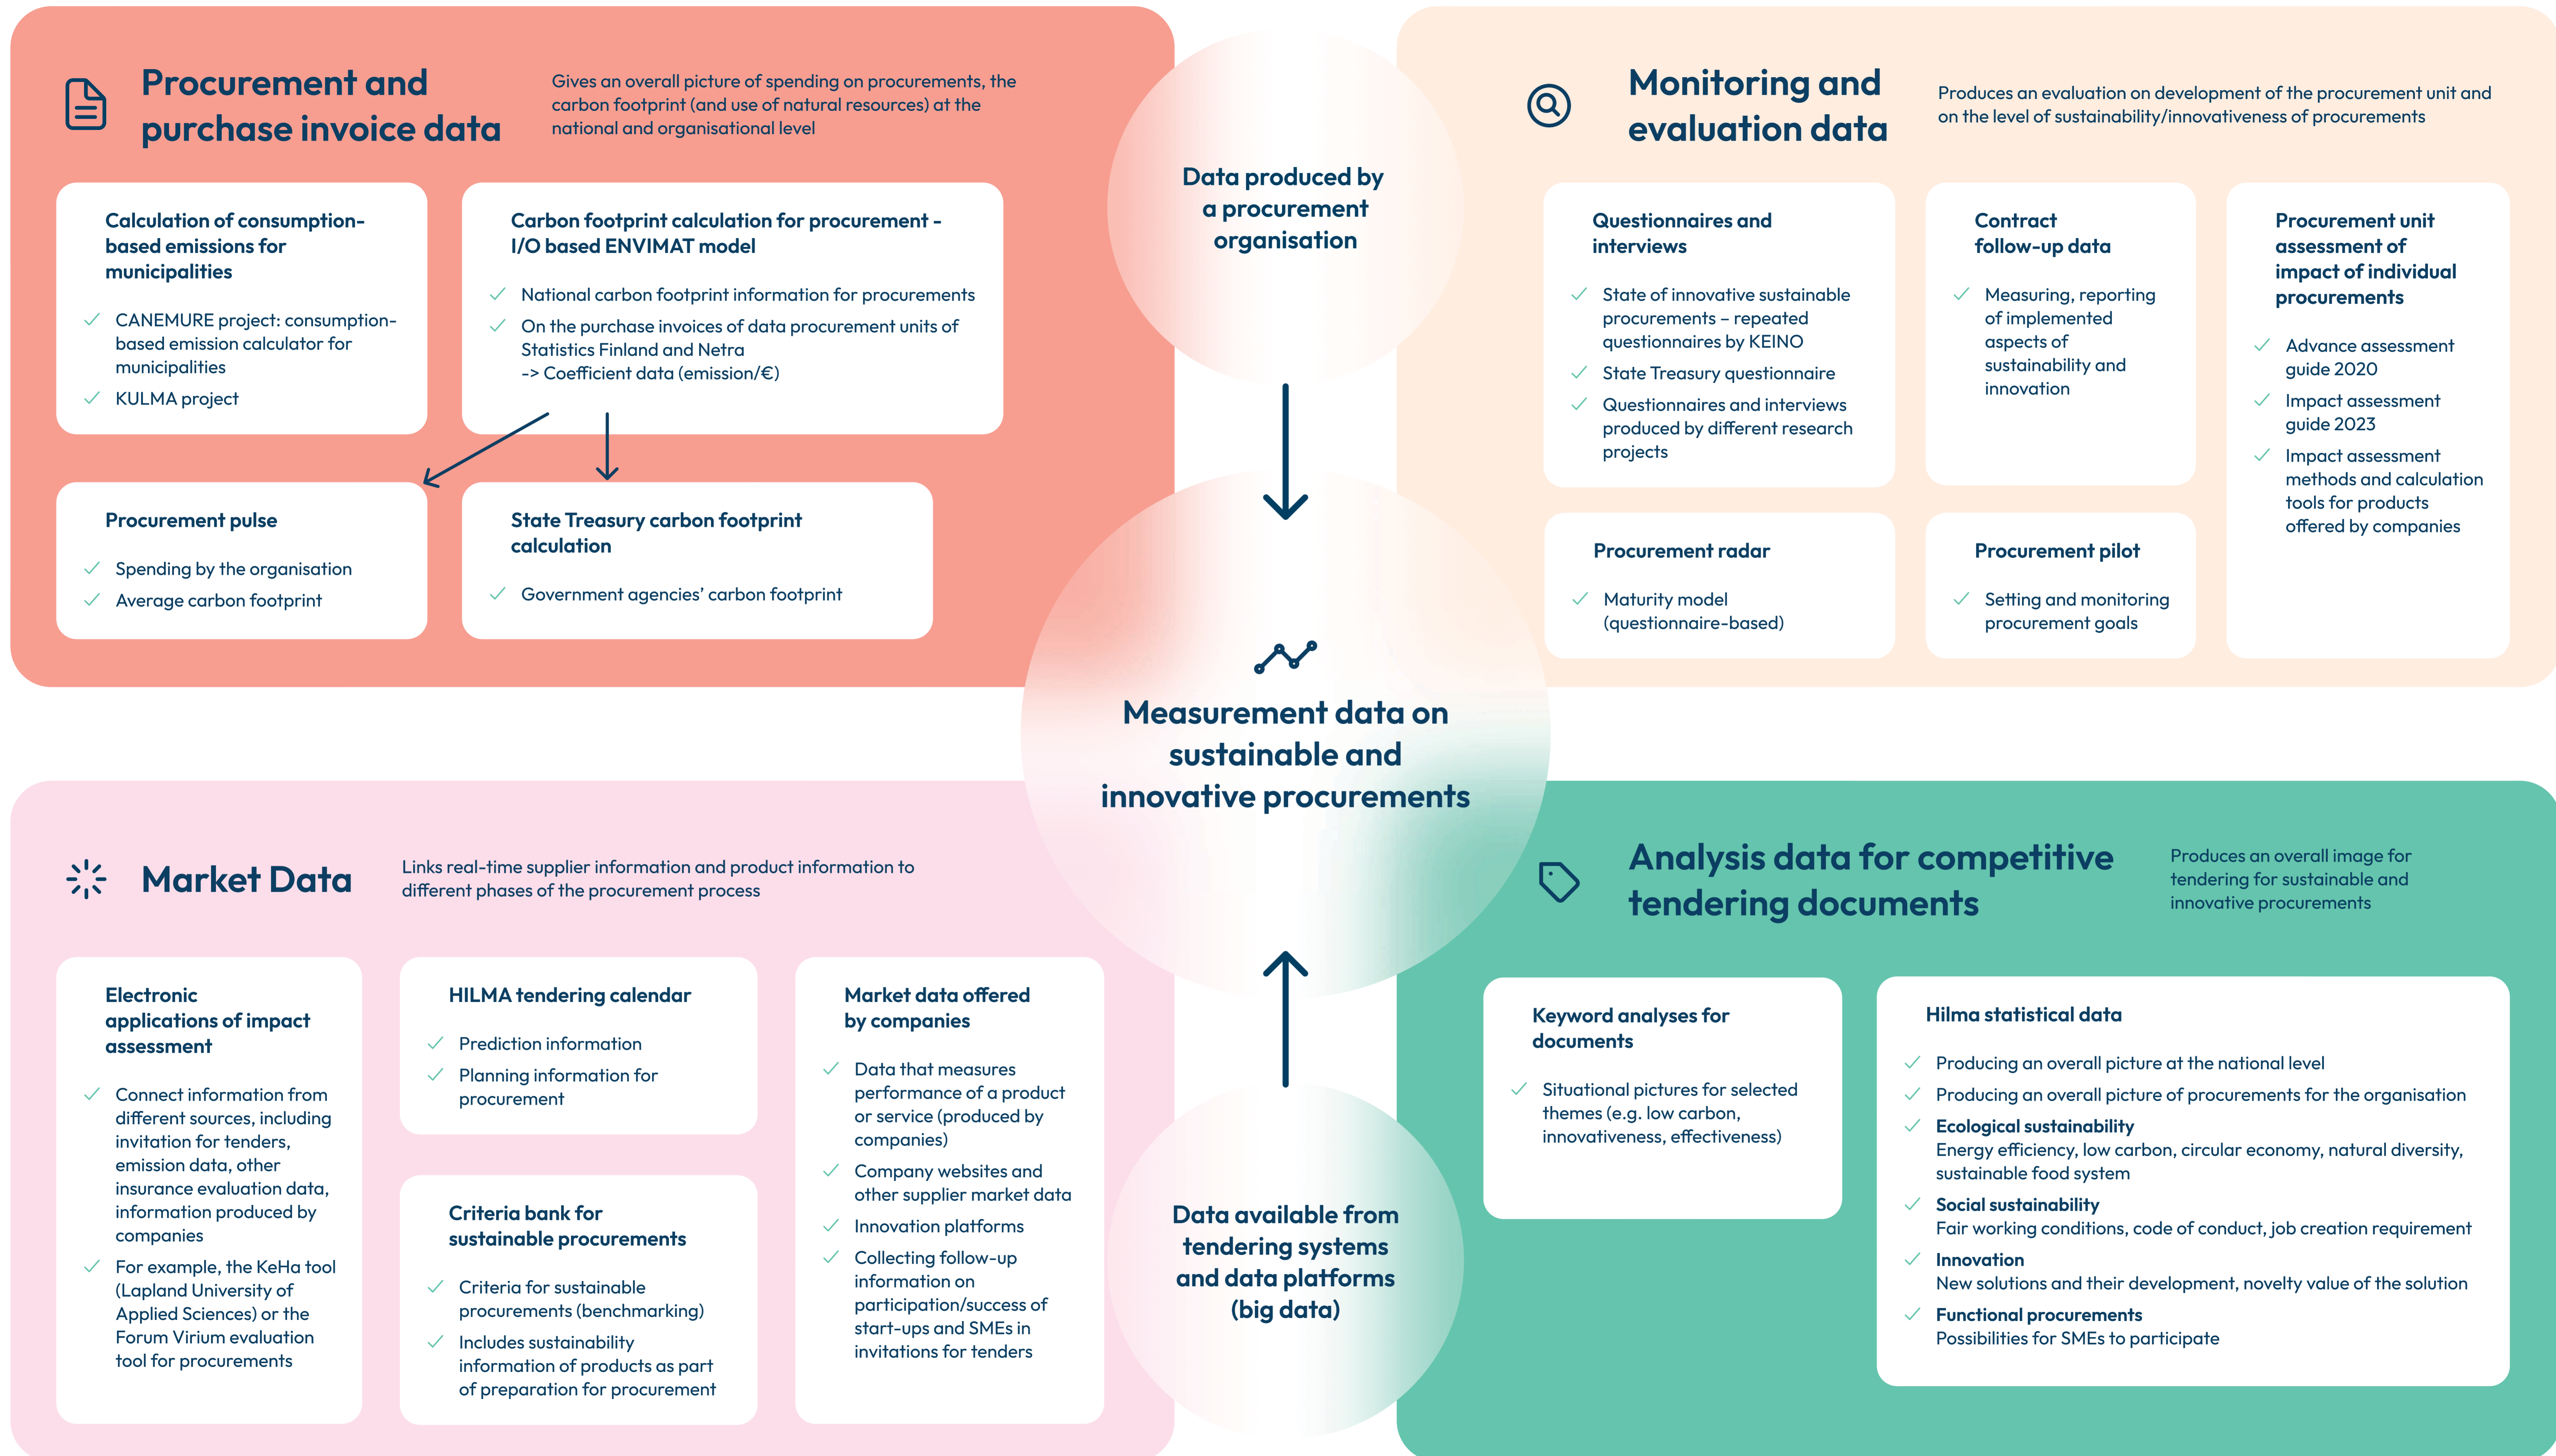 Procurement and
purchase invoice data
Gives an overall picture of spending on procurements, the
carbon footprint (and use of natural resources) at the
national and organisational level
Calculation of consumption-
based emissions for
municipalities
CANEMURE project: consumption-
based emission calculator for
municipalities
KULMA project
Carbon footprint calculation for procurement -
I/O based ENVIMAT model
National carbon footprint information for procurements
On the purchase invoices of data procurement units of
Statistics Finland and Netra
-> Coefficient data (emission/€)
Procurement pulse
Spending by the organisation
Average carbon footprint
State Treasury carbon footprint
calculation
Government agencies’ carbon footprint
Data produced by
a procurement
organisation
Monitoring and
evaluation data
Produces an evaluation on development of the procurement unit and
on the level of sustainability/innovativeness of procurements
Questionnaires and
interviews
State of innovative sustainable
procurements – repeated
questionnaires by KEINO
State Treasury questionnaire
Questionnaires and interviews
produced by different research
projects
Contract
follow-up data
Measuring, reporting
of implemented
aspects of
sustainability and
innovation
Procurement unit
assessment of
impact of individual
procurements
Advance assessment
guide 2020
Impact assessment
guide 2023
Impact assessment
methods and calculation
tools for products
offered by companies
Procurement radar
Maturity model
(questionnaire-based)
Procurement pilot
Setting and monitoring
procurement goals
Measurement data on
sustainable and
innovative procurements
Market Data
Links real-time supplier information and product information to
different phases of the procurement process
Electronic
applications of impact
assessment
Connect information from
different sources, including
invitation for tenders,
emission data, other
insurance evaluation data,
information produced by
companies
For example, the KeHa tool
(Lapland University of
Applied Sciences) or the
Forum Virium evaluation
tool for procurements
HILMA tendering calendar
Prediction information
Planning information for
procurement
Criteria bank for
sustainable procurements
Criteria for sustainable
procurements (benchmarking)
Includes sustainability
information of products as part
of preparation for procurement
Market data offered
by companies
Data that measures
performance of a product
or service (produced by
companies)
Company websites and
other supplier market data
Innovation platforms
Collecting follow-up
information on
participation/success of
start-ups and SMEs in
invitations for tenders
Data available from
tendering systems
and data platforms
(big data)
Analysis data for competitive
tendering documents
Produces an overall image for
tendering for sustainable and
innovative procurements
Keyword analyses for
documents
Situational pictures for selected
themes (e.g. low carbon,
innovativeness, effectiveness)
Hilma statistical data
Producing an overall picture at the national level
Producing an overall picture of procurements for the organisation
Ecological sustainability
Energy efficiency, low carbon, circular economy, natural diversity,
sustainable food system
Social sustainability
Fair working conditions, code of conduct, job creation requirement
Innovation
New solutions and their development, novelty value of the solution
Functional procurements
Possibilities for SMEs to participate